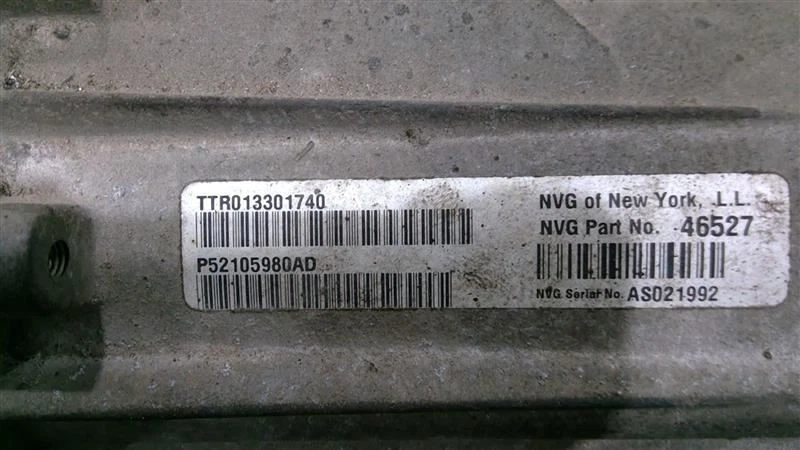 TTR013301740
P52105980AD
NVG of New York, L.L.
NVG Part No. 46527
NVG Serial No. AS021992